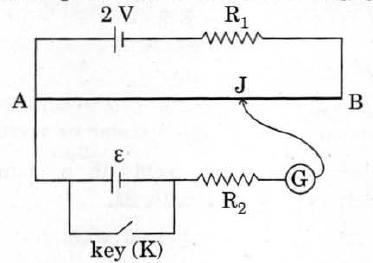 2 V R₁
A J B
ε
R₂ G
key (K)